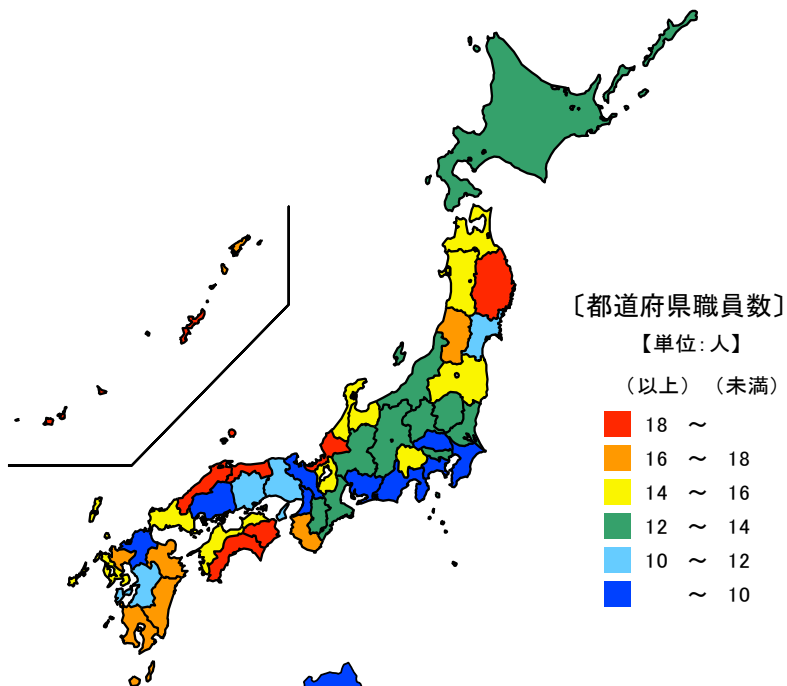 〔都道府県職員数〕
【単位:人】
（以上）（未満）
18 ～
16 ～ 18
14 ～ 16
12 ～ 14
10 ～ 12
～ 10